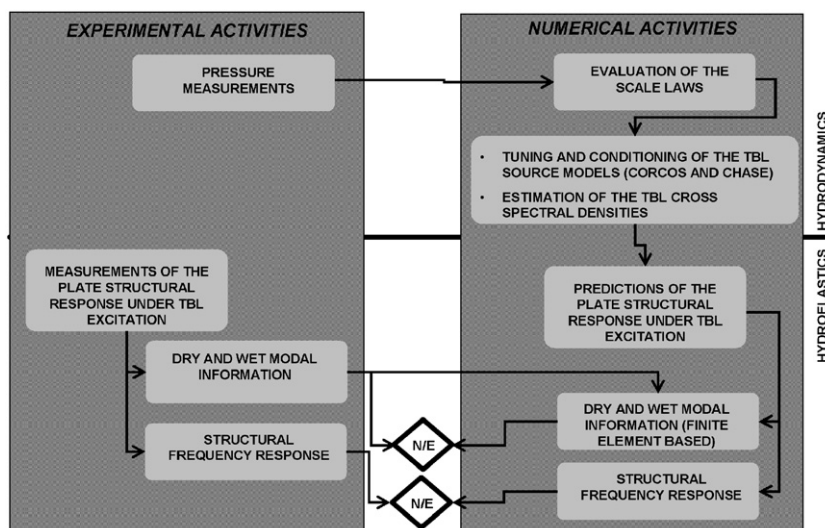 EXPERIMENTAL ACTIVITIES
PRESSURE
MEASUREMENTS
MEASUREMENTS OF THE
PLATE STRUCTURAL
RESPONSE UNDER TBL
EXCITATION
DRY AND WET MODAL
INFORMATION
STRUCTURAL
FREQUENCY RESPONSE
N/E
N/E
NUMERICAL ACTIVITIES
EVALUATION OF THE
SCALE LAWS
• TUNING AND CONDITIONING OF THE TBL
SOURCE MODELS (CORCOS AND CHASE)
• ESTIMATION OF THE TBL CROSS
SPECTRAL DENSITIES
PREDICTIONS OF THE
PLATE STRUCTURAL
RESPONSE UNDER TBL
EXCITATION
DRY AND WET MODAL
INFORMATION (FINITE
ELEMENT BASED)
STRUCTURAL
FREQUENCY RESPONSE
HYDRODYNAMICS
HYDROELASTICS